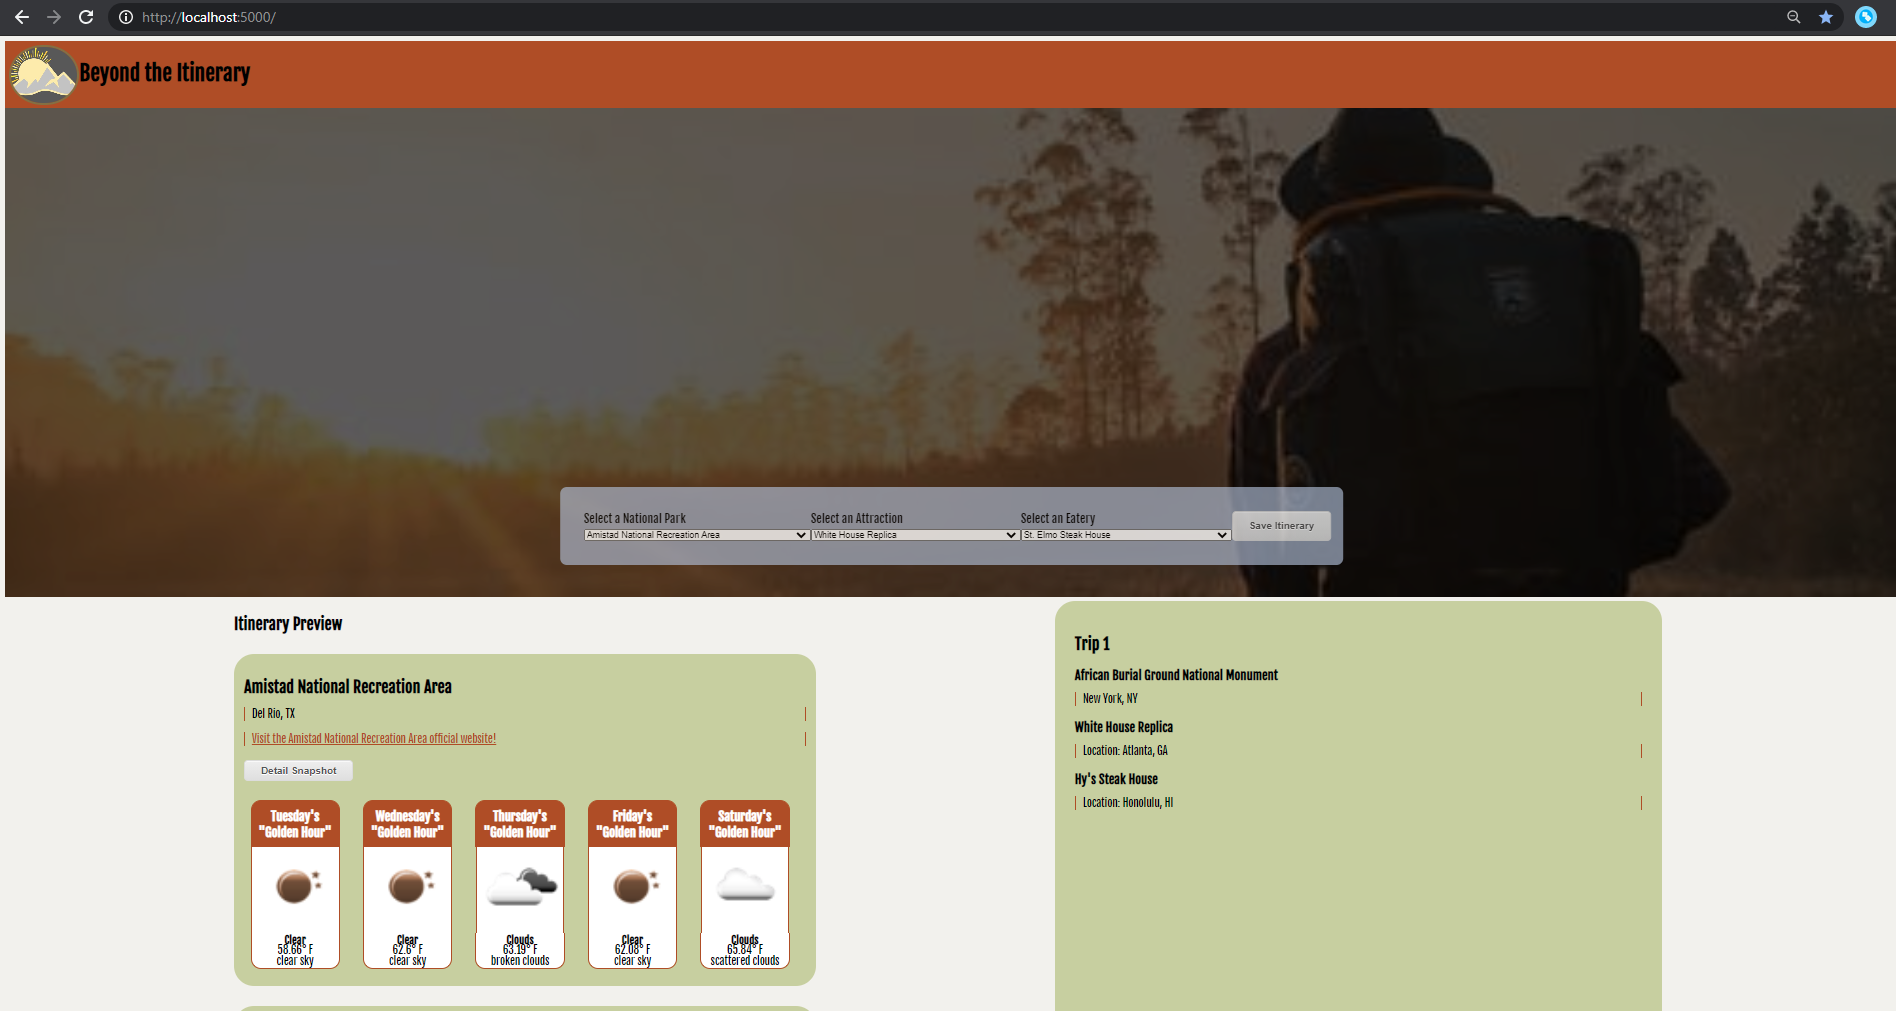 http://localhost:5000/
Beyond the Itinerary
Select a National Park
Select an Attraction
Select an Eatery
Amistad National Recreation Area
White House Replica
St. Elmo Steak House
Save Itinerary
Itinerary Preview
Amistad National Recreation Area
Del Rio, TX
Visit the Amistad National Recreation Area official website!
Detail Snapshot
Tuesday's
"Golden Hour"
Clear
58.66° F
clear sky
Wednesday's
"Golden Hour"
Clear
62.6° F
clear sky
Thursday's
"Golden Hour"
Clouds
63.19° F
broken clouds
Friday's
"Golden Hour"
Clear
62.08° F
clear sky
Saturday's
"Golden Hour"
Clouds
65.84° F
scattered clouds
Trip 1
African Burial Ground National Monument
New York, NY
White House Replica
Location: Atlanta, GA
Hy's Steak House
Location: Honolulu, HI